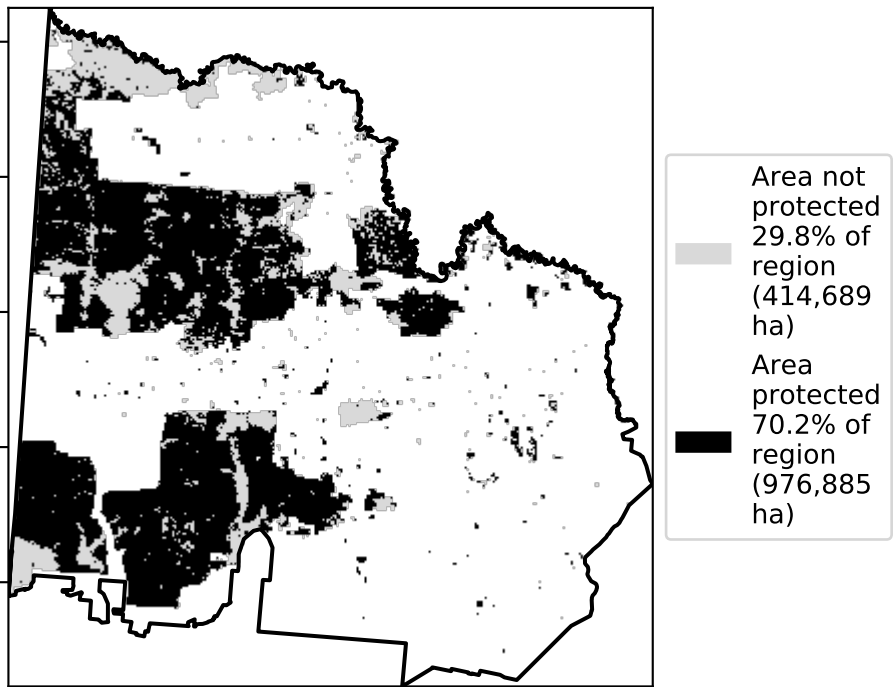 Area not
protected
29.8% of
region
(414,689
ha)
Area
protected
70.2% of
region
(976,885
ha)